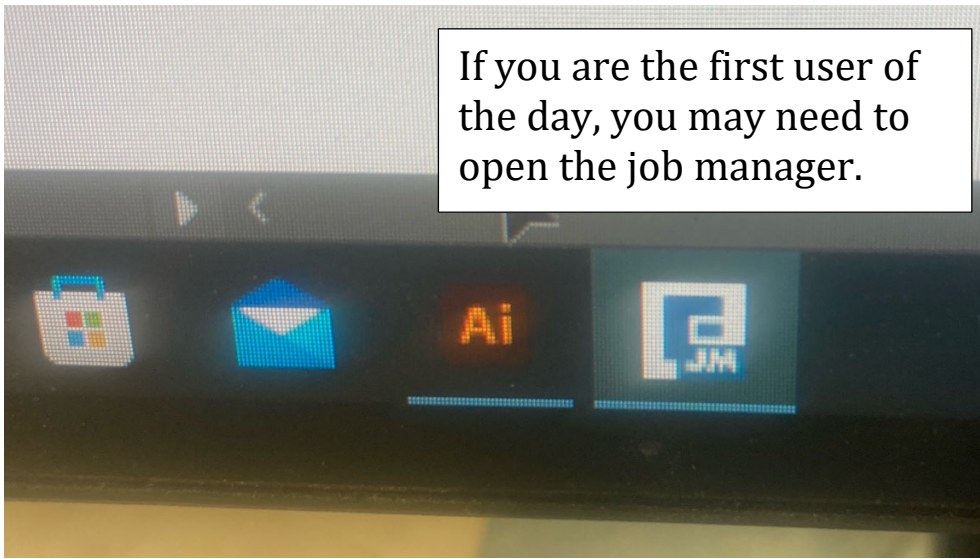 If you are the first user of
the day, you may need to
open the job manager.
Ai
JM